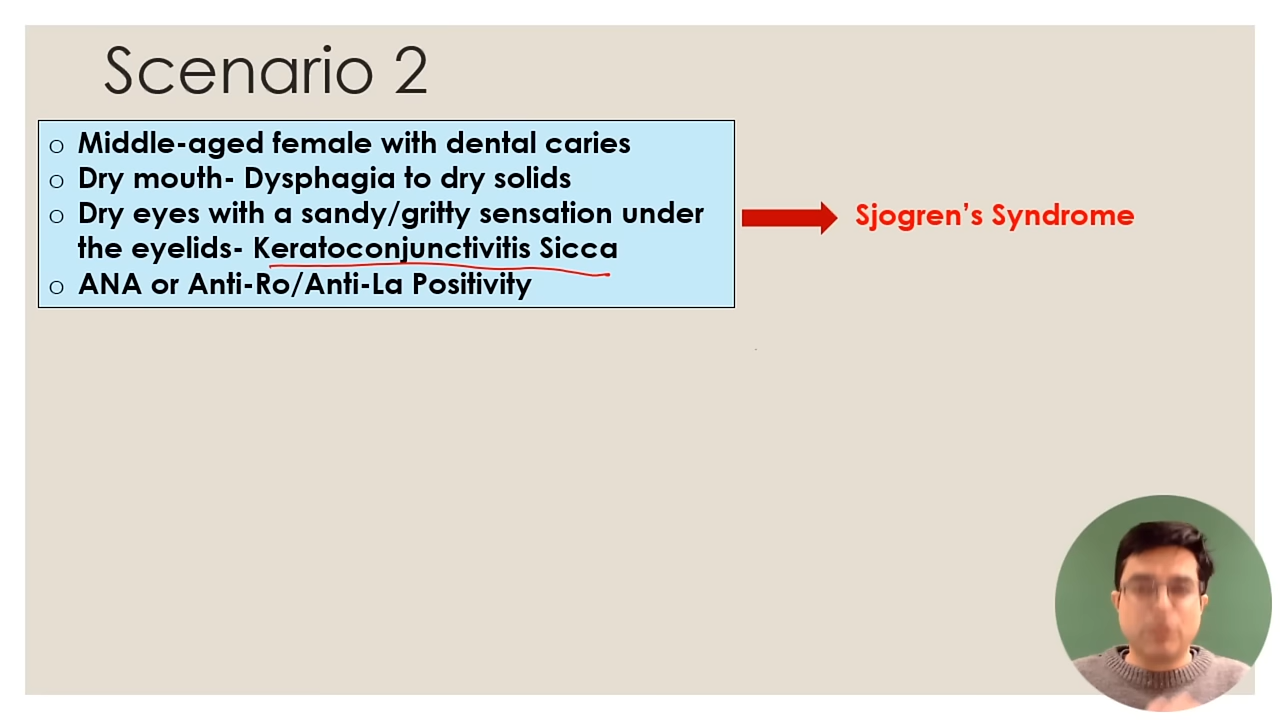 Scenario 2
o Middle-aged female with dental caries
o Dry mouth- Dysphagia to dry solids
o Dry eyes with a sandy/gritty sensation under
the eyelids- Keratoconjunctivitis Sicca
o ANA or Anti-Ro/Anti-La Positivity
Sjogren’s Syndrome